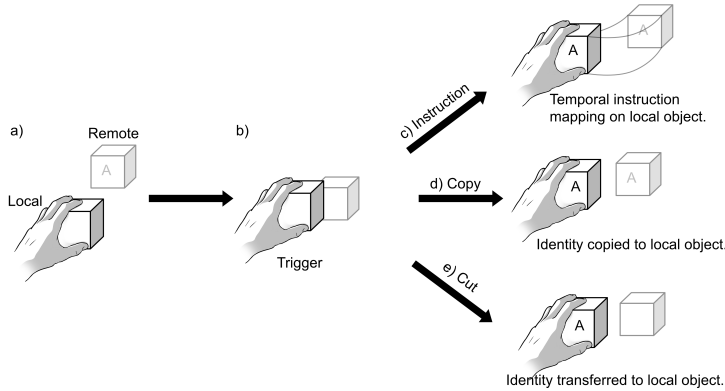 a)
Remote
A
Local
b)
Trigger
c) Instruction
A
A
Temporal instruction
mapping on local object.
d) Copy
A
A
Identity copied to local object.
e) Cut
A
Identity transferred to local object.